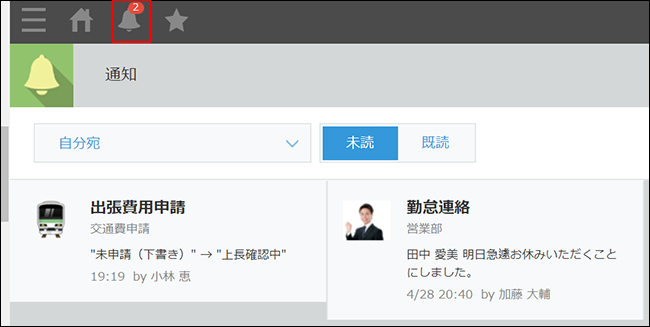 2
通知
自分宛
未読
既読
出張費用申請
交通費申請
"未申請（下書き）" → "上長確認中"
19:19 by 小林 恵
勤怠連絡
営業部
田中 愛美 明日急遽お休みいただくこと
にしました。
4/28 20:40 by 加藤 大輔